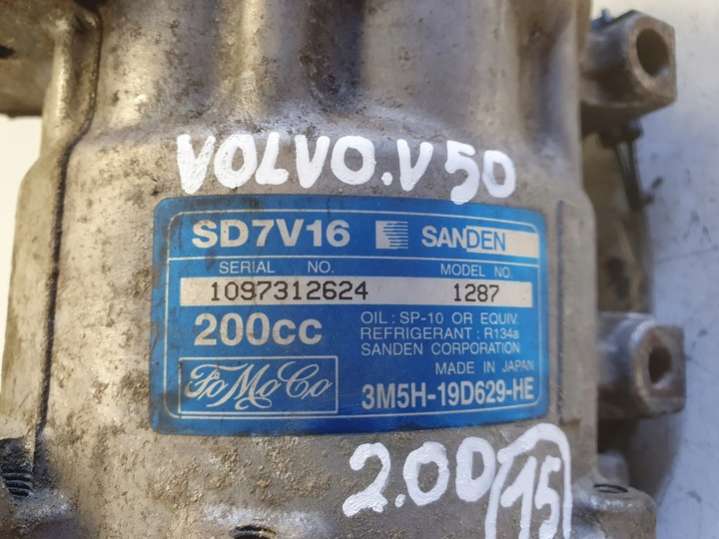 VOLVO.V50
SD7V16 SANDEN
SERIAL NO. MODEL NO.
1097312624 1287
200cc
OIL : SP-10 OR EQUIV.
REFRIGERANT : R134a
SANDEN CORPORATION
MADE IN JAPAN
FoMoCo
3M5H-19D629-HE
2.0D 15